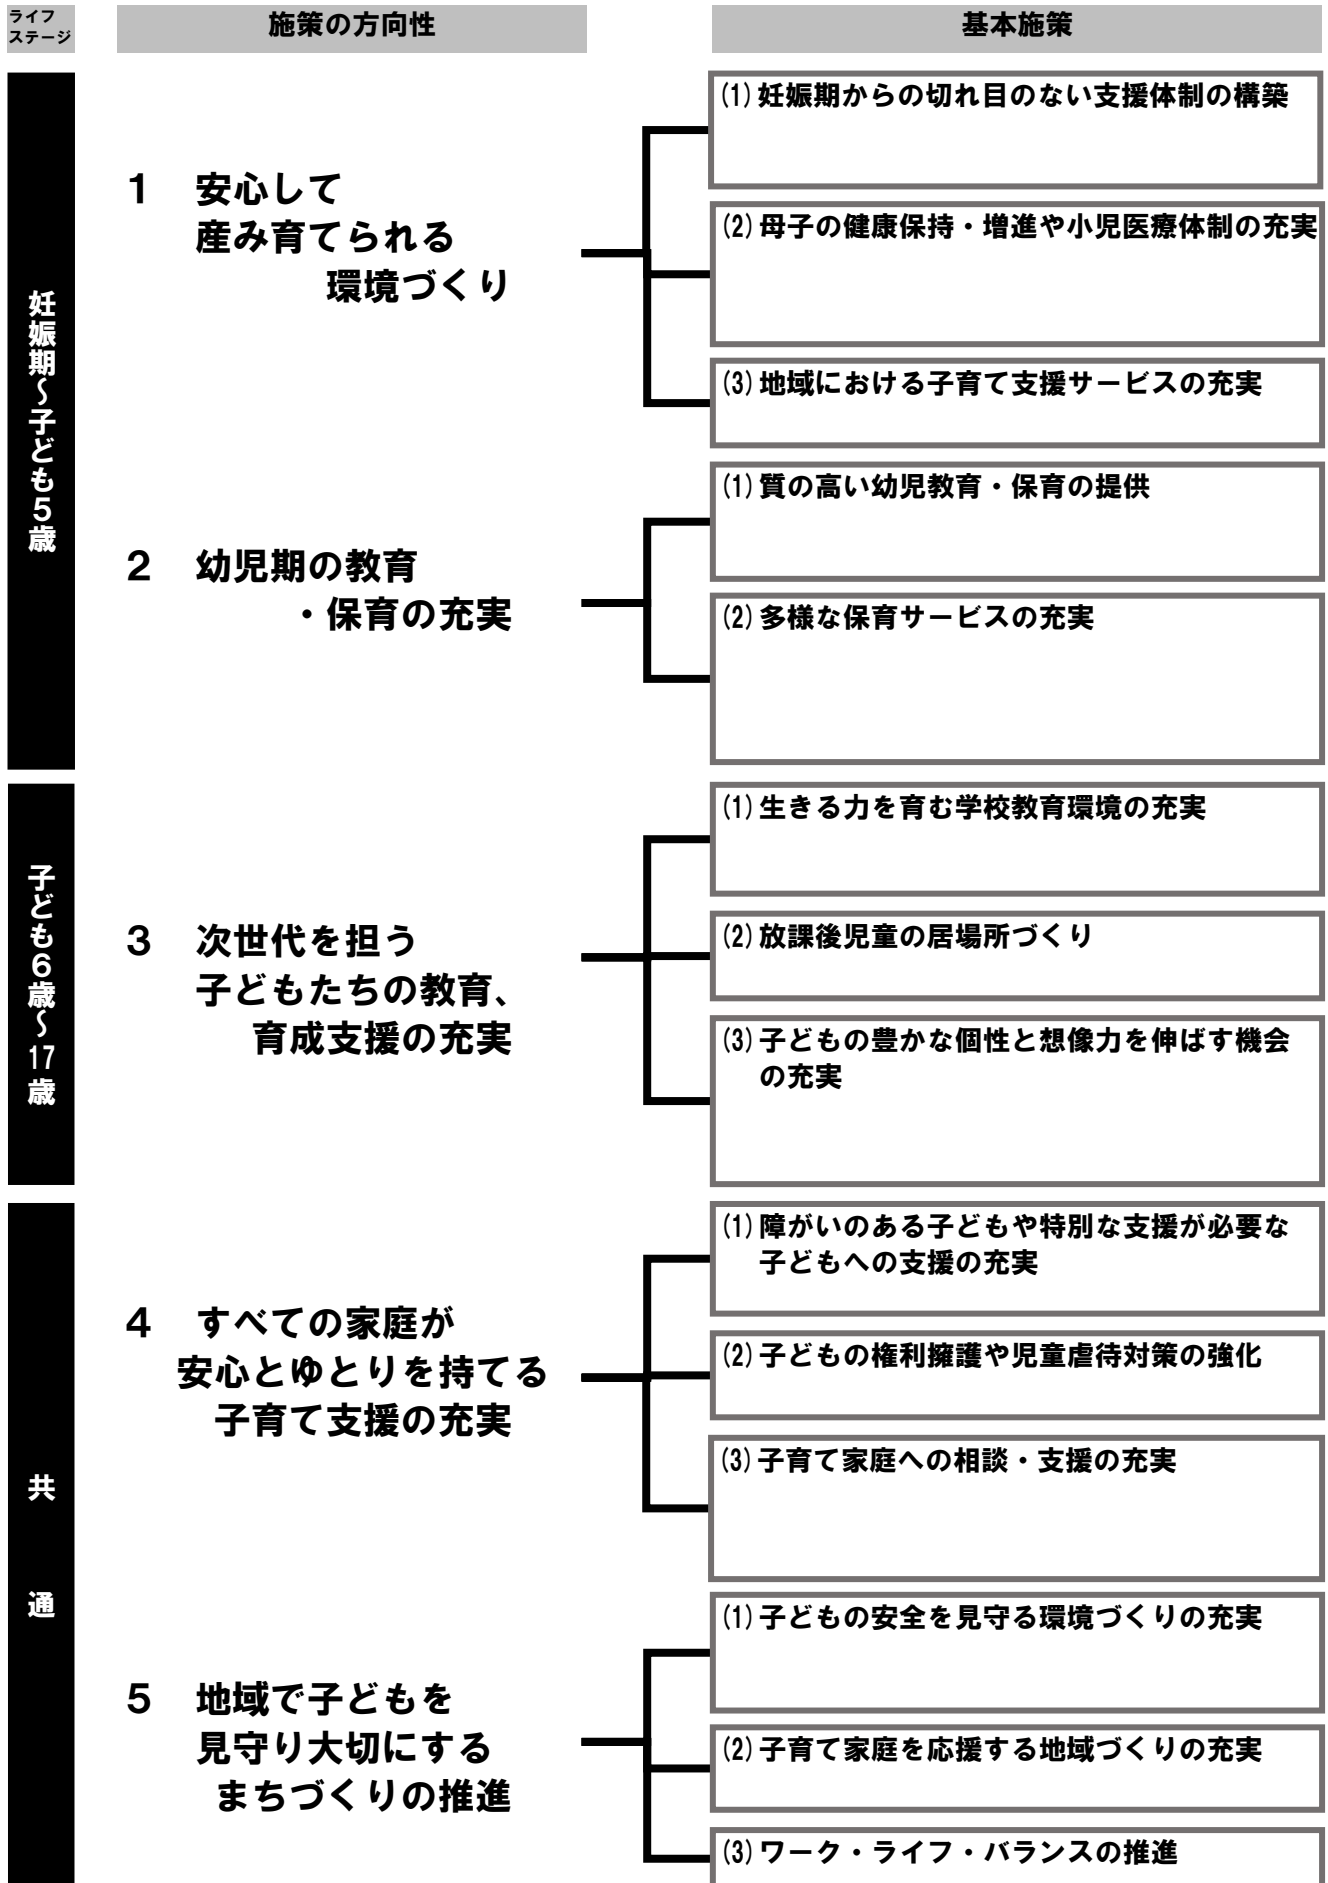 ライフ
ステージ
施策の方向性
基本施策
妊娠期～子ども５歳
１　安心して
産み育てられる
環境づくり
(1)妊娠期からの切れ目のない支援体制の構築
(2)母子の健康保持・増進や小児医療体制の充実
(3)地域における子育て支援サービスの充実
２　幼児期の教育
・保育の充実
(1)質の高い幼児教育・保育の提供
(2)多様な保育サービスの充実
子ども６歳～17歳
３　次世代を担う
子どもたちの教育、
育成支援の充実
(1)生きる力を育む学校教育環境の充実
(2)放課後児童の居場所づくり
(3)子どもの豊かな個性と想像力を伸ばす機会
の充実
共通
４　すべての家庭が
安心とゆとりを持てる
子育て支援の充実
(1)障がいのある子どもや特別な支援が必要な
子どもへの支援の充実
(2)子どもの権利擁護や児童虐待対策の強化
(3)子育て家庭への相談・支援の充実
５　地域で子どもを
見守り大切にする
まちづくりの推進
(1)子どもの安全を見守る環境づくりの充実
(2)子育て家庭を応援する地域づくりの充実
(3)ワーク・ライフ・バランスの推進